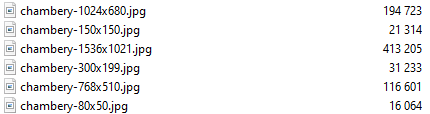 chambery-1024x680.jpg 194 723
chambery-150x150.jpg 21 314
chambery-1536x1021.jpg 413 205
chambery-300x199.jpg 31 233
chambery-768x510.jpg 116 601
chambery-80x50.jpg 16 064